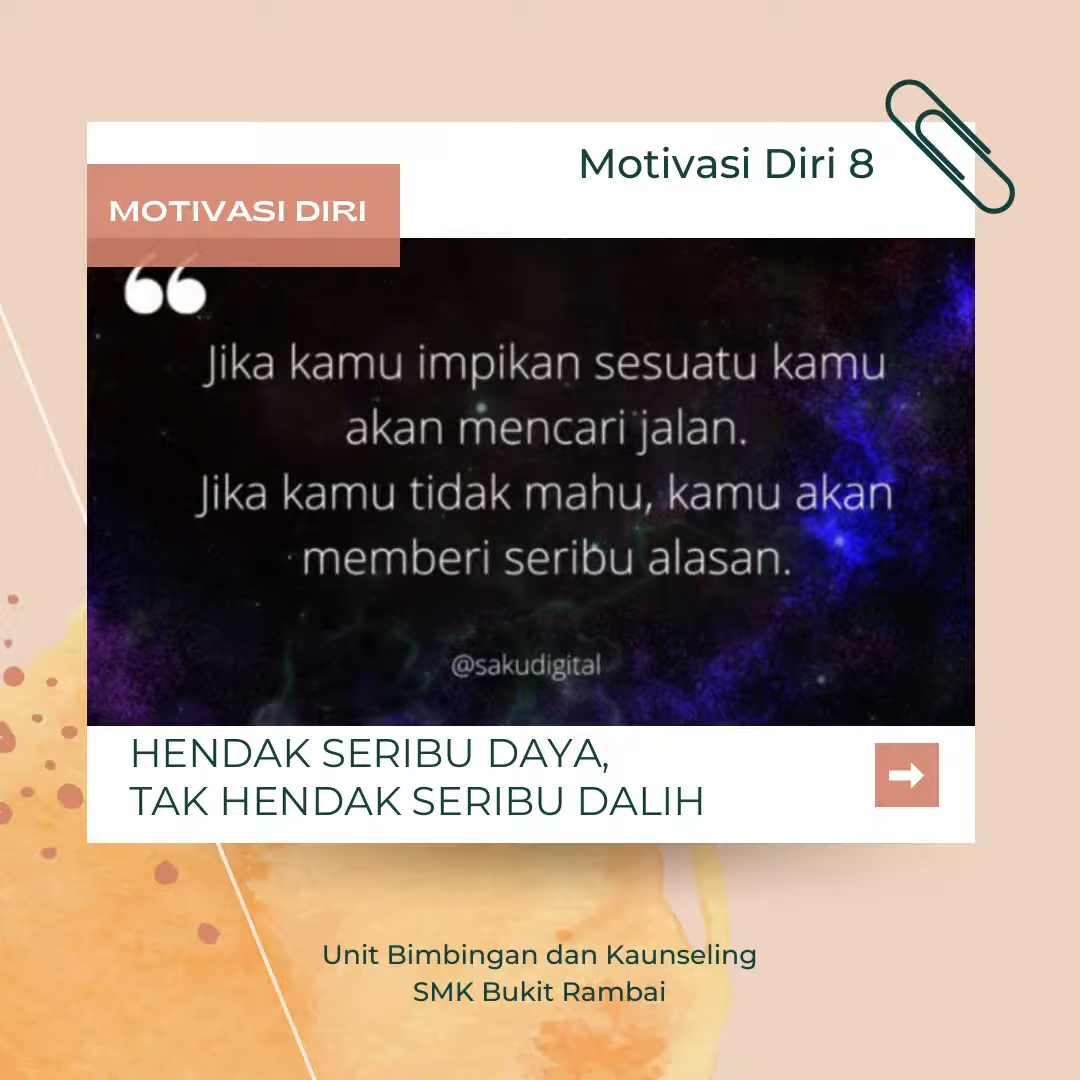 Motivasi Diri 8
MOTIVASI DIRI
“
Jika kamu impikan sesuatu kamu
akan mencari jalan.
Jika kamu tidak mahu, kamu akan
memberi seribu alasan.
@sakudigital
HENDAK SERIBU DAYA,
TAK HENDAK SERIBU DALIH
Unit Bimbingan dan Kaunseling
SMK Bukit Rambai